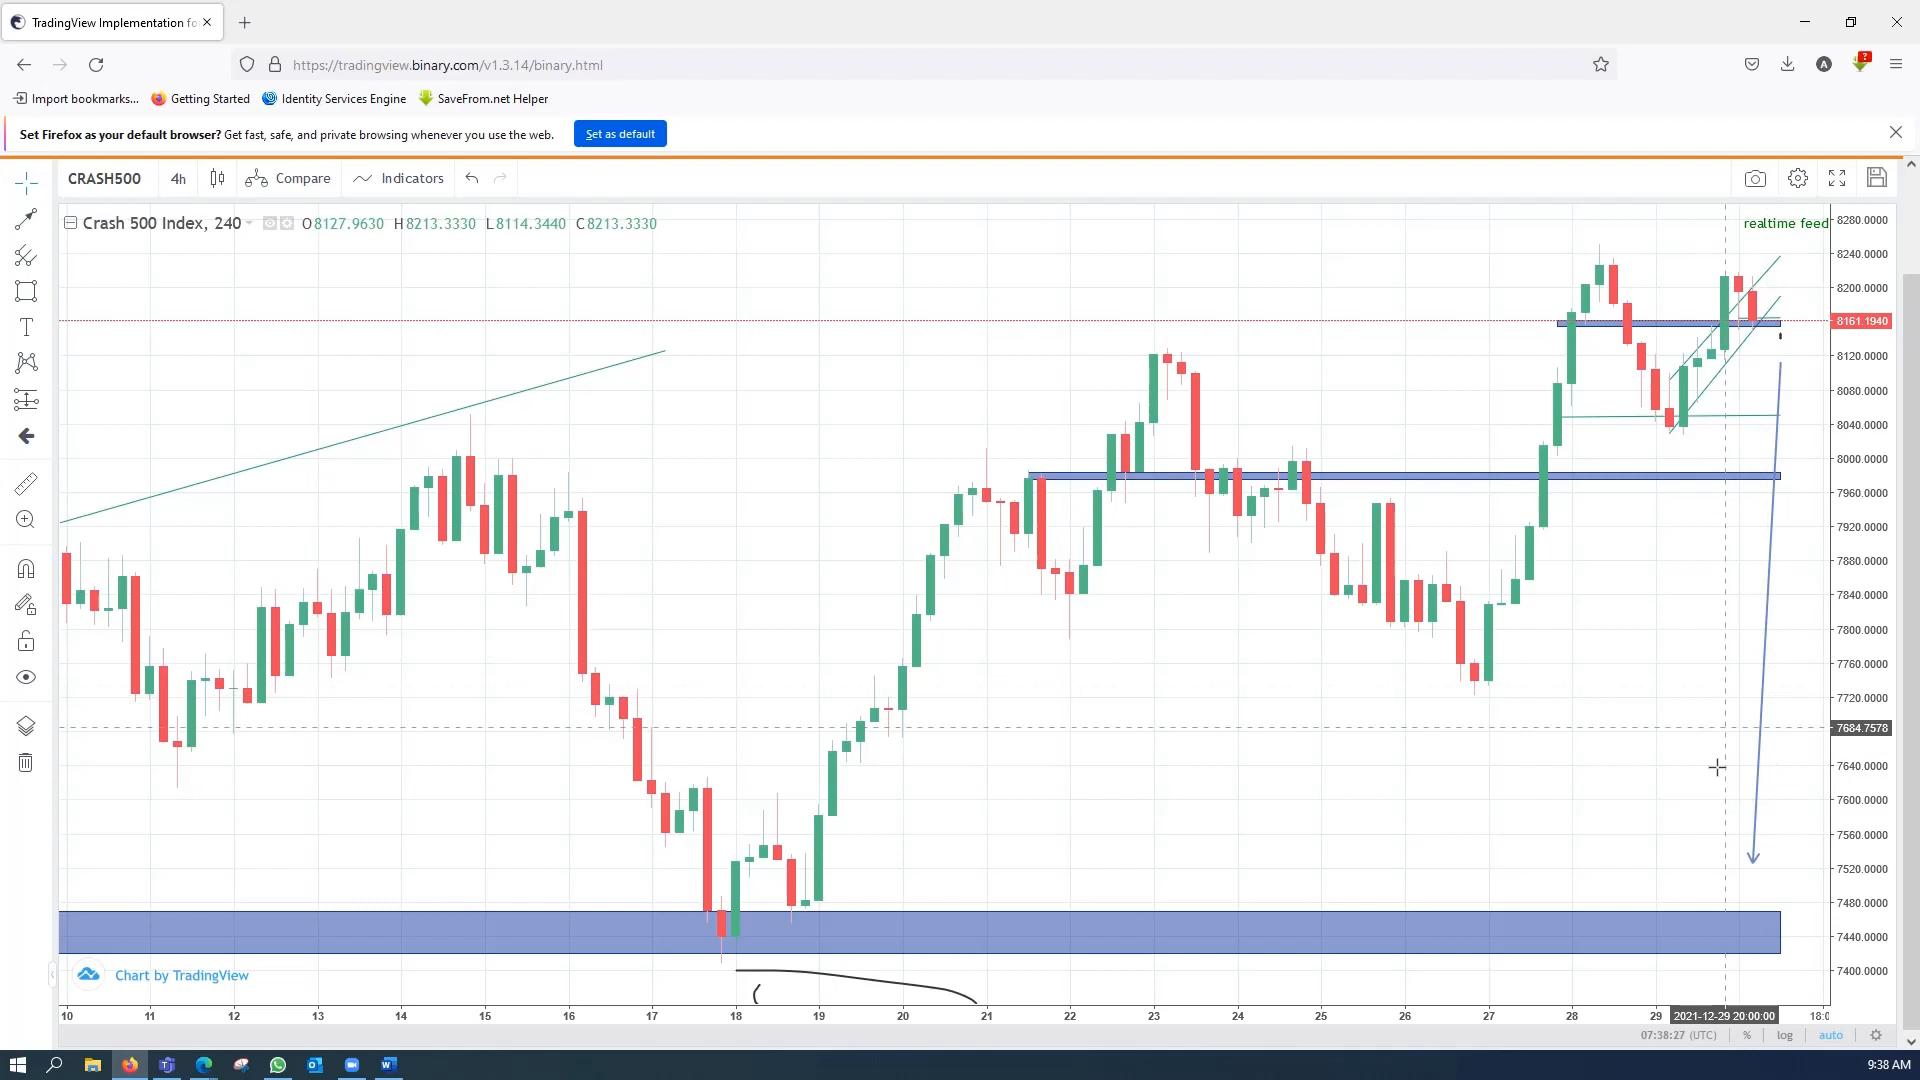 TradingView Implementation fo
https://tradingview.binary.com/v1.3.14/binary.html
A
?
Import bookmarks...
Getting Started
Identity Services Engine
SaveFrom.net Helper
Set Firefox as your default browser? Get fast, safe, and private browsing whenever you use the web.
Set as default
CRASH500
4h
Compare
Indicators
Crash 500 Index, 240
O8127.9630 H8213.3330 L8114.3440 C8213.3330
realtime feed
8280.0000
8240.0000
8200.0000
8161.1940
8120.0000
8080.0000
8040.0000
8000.0000
7960.0000
7920.0000
7880.0000
7840.0000
7800.0000
7760.0000
7720.0000
7684.7578
7640.0000
7600.0000
7560.0000
7520.0000
7480.0000
7440.0000
7400.0000
Chart by TradingView
10 11 12 13 14 15 16 17 18 19 20 21 22 23 24 25 26 27 28 29 2021-12-29 20:00:00 18:0
07:38:27 (UTC) % log auto
9:38 AM